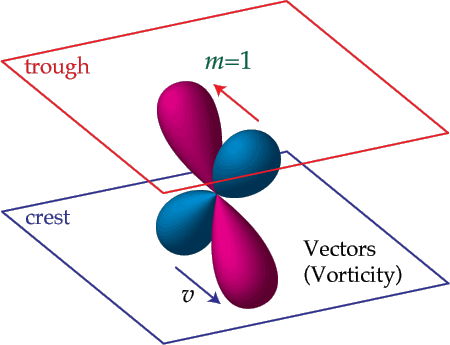 trough
m=1
crest
Vectors
(Vorticity)
v